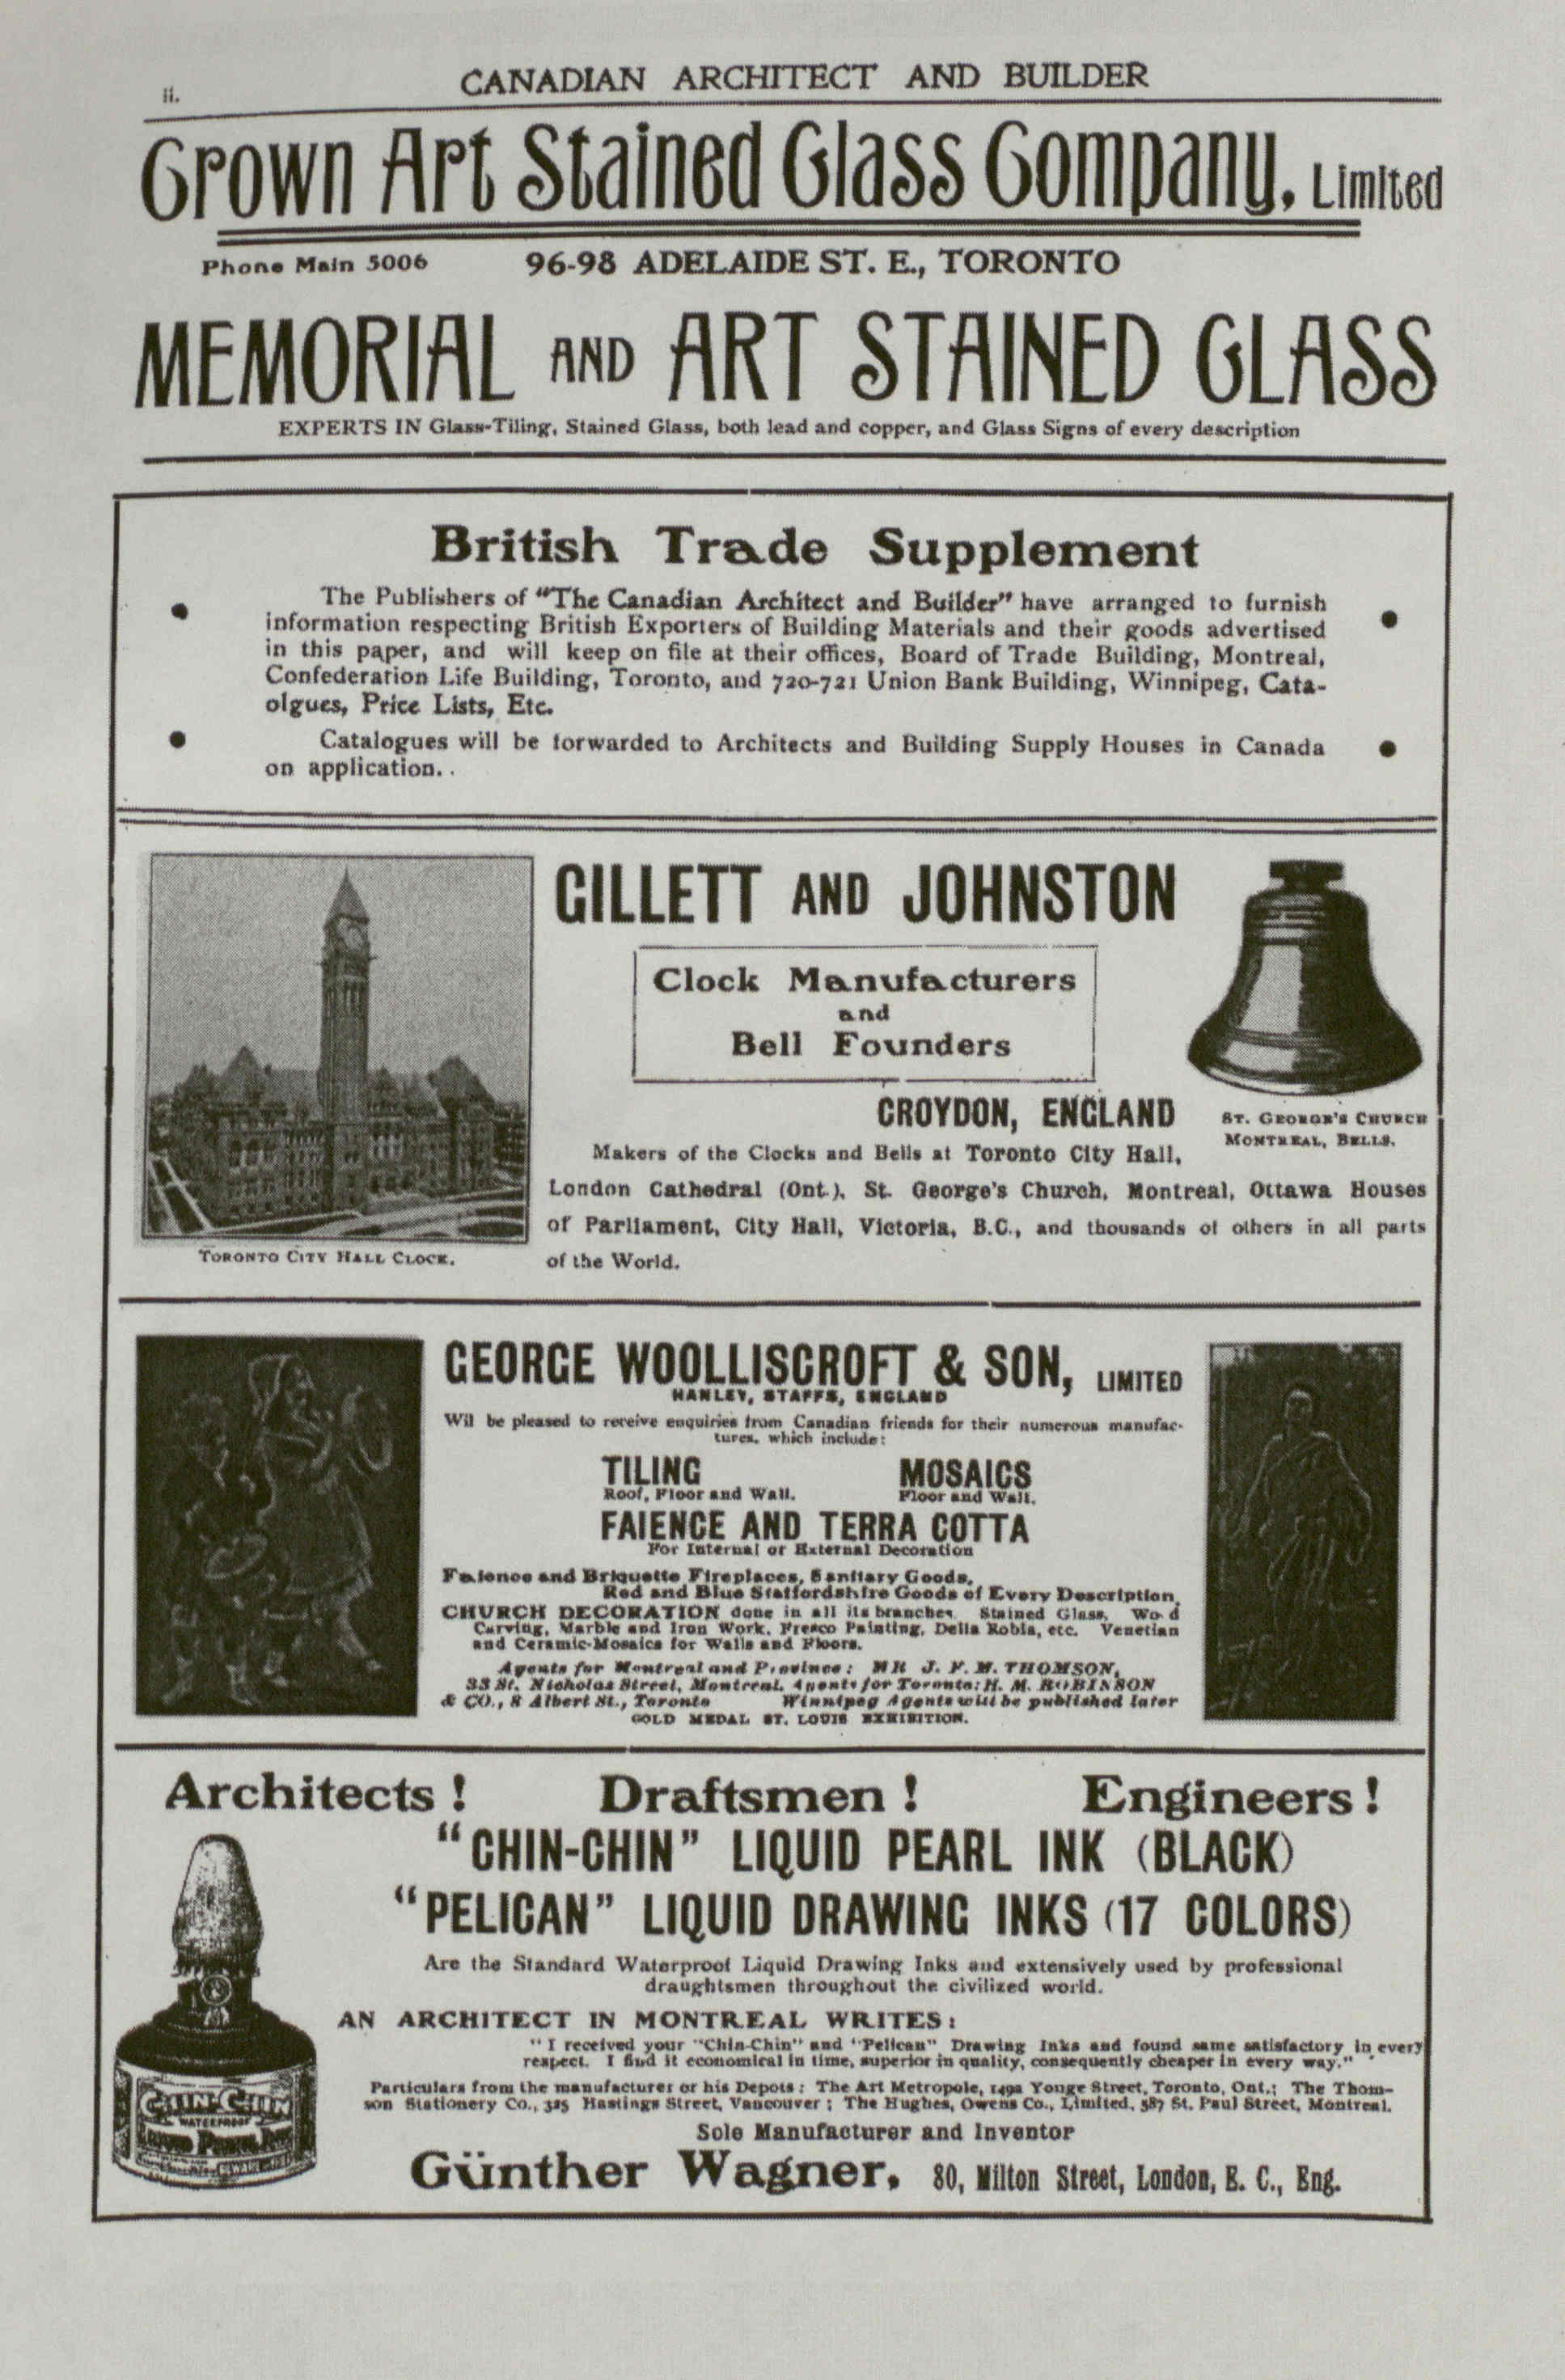 ii.
CANADIAN ARCHITECT AND BUILDER
Crown Art Stained Glass Company, Limited
Phone Main 5006
96-98 ADELAIDE ST. E., TORONTO
MEMORIAL AND ART STAINED GLASS
EXPERTS IN Glass-Tiling, Stained Glass, both lead and copper, and Glass Signs of every description
British Trade Supplement
The Publishers of "The Canadian Architect and Builder" have arranged to furnish
information respecting British Exporters of Building Materials and their goods advertised
in this paper, and will keep on file at their offices, Board of Trade Building, Montreal,
Confederation Life Building, Toronto, and 720-721 Union Bank Building, Winnipeg, Cata-
olgues, Price Lists, Etc.
Catalogues will be forwarded to Architects and Building Supply Houses in Canada
on application. .
GILLETT AND JOHNSTON
Clock Manufacturers
and
Bell Founders
CROYDON, ENGLAND
ST. GEORGE'S CHURCH
MONTREAL, BELLS.
Makers of the Clocks and Bells at Toronto City Hall,
London Cathedral (Ont.), St. George's Church, Montreal, Ottawa Houses
of Parliament, City Hall, Victoria, B.C., and thousands of others in all parts
of the World.
TORONTO CITY HALL CLOCK.
GEORGE WOOLLISCROFT & SON, LIMITED
HANLEY, STAFFS, ENGLAND
Wil be pleased to receive enquiries from Canadian friends for their numerous manufac-
tures, which include:
TILING
Roof, Floor and Wall.
MOSAICS
Floor and Wall.
FAIENCE AND TERRA COTTA
For Internal or External Decoration
Faience and Briquette Fireplaces, Sanitary Goods,
Red and Blue Staffordshire Goods of Every Description,
CHURCH DECORATION done in all its branches. Stained Glass, Wood
Carving, Marble and Iron Work, Fresco Painting, Della Robia, etc. Venetian
and Ceramic-Mosaics for Walls and Floors.
Agents for Montreal and Province: MR J. F. M. THOMSON,
33 St. Nicholas Street, Montreal. Agents for Toronto: H. M. ROBINSON
& CO., 8 Albert St., Toronto Winnipeg Agents will be published later
GOLD MEDAL ST. LOUIS EXHIBITION.
Architects! Draftsmen! Engineers!
"CHIN-CHIN" LIQUID PEARL INK (BLACK)
"PELICAN" LIQUID DRAWING INKS (17 COLORS)
Are the Standard Waterproof Liquid Drawing Inks and extensively used by professional
draughtsmen throughout the civilized world.
AN ARCHITECT IN MONTREAL WRITES:
"I received your "Chin-Chin" and "Pelican" Drawing Inks and found same satisfactory in every
respect. I find it economical in time, superior in quality, consequently cheaper in every way."
Particulars from the manufacturer or his Depots: The Art Metropole, 149a Yonge Street, Toronto, Ont.; The Thom-
son Stationery Co., 325 Hastings Street, Vancouver; The Hughes, Owens Co., Limited, 587 St. Paul Street, Montreal.
Sole Manufacturer and Inventor
Günther Wagner, 80, Milton Street, London, E. C., Eng.
CHIN CHIN
WATERPROOF
LIQUID PEARL INK